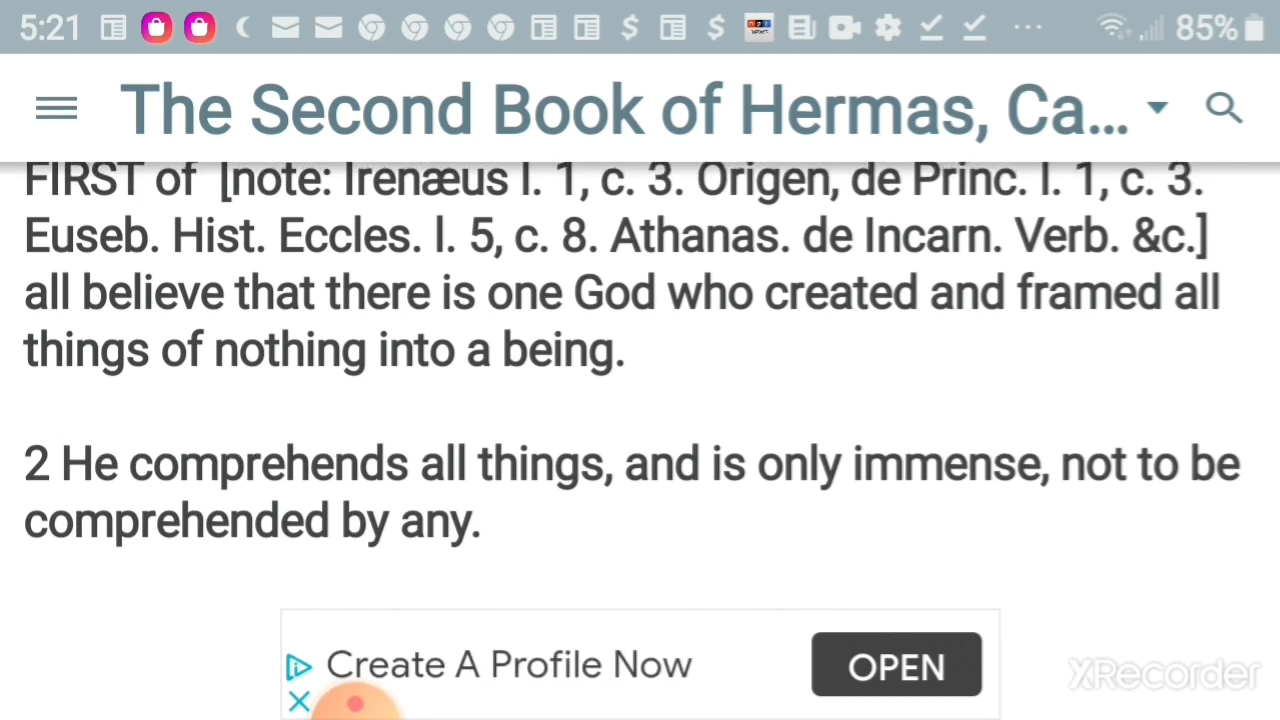 5:21 85%
The Second Book of Hermas, Ca...
FIRST of [note: Irenæus l. 1, c. 3. Origen, de Princ. l. 1, c. 3.
Euseb. Hist. Eccles. l. 5, c. 8. Athanas. de Incarn. Verb. &c.]
all believe that there is one God who created and framed all
things of nothing into a being.
2 He comprehends all things, and is only immense, not to be
comprehended by any.
Create A Profile Now OPEN
XRecorder